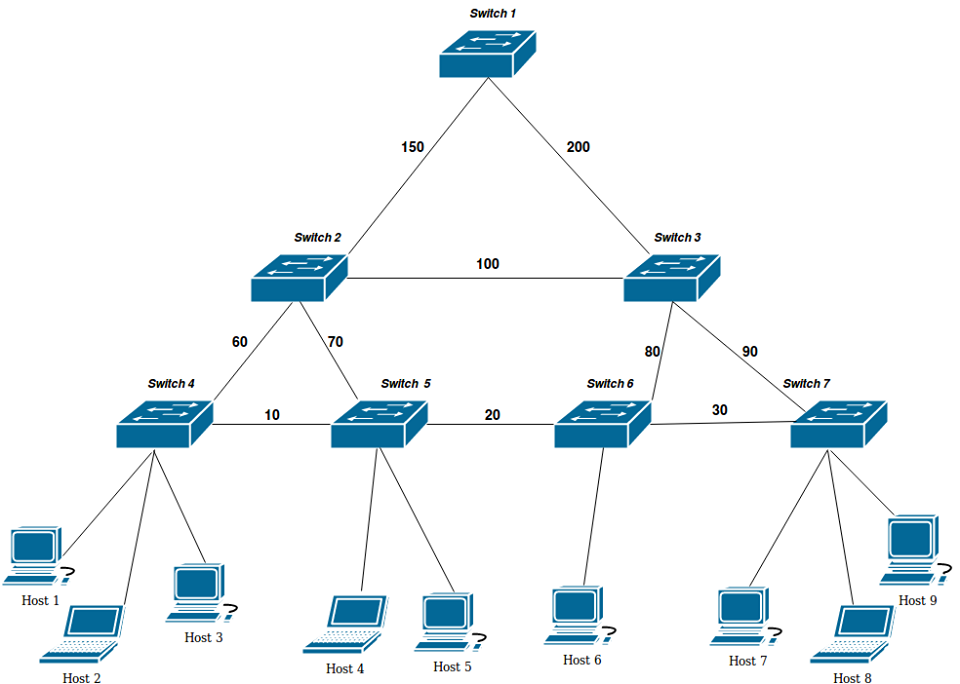 Switch 1
150
200
Switch 2
Switch 3
100
60
70
80
90
Switch 4
Switch 5
Switch 6
Switch 7
10
20
30
Host 1
Host 2
Host 3
Host 4
Host 5
Host 6
Host 7
Host 8
Host 9